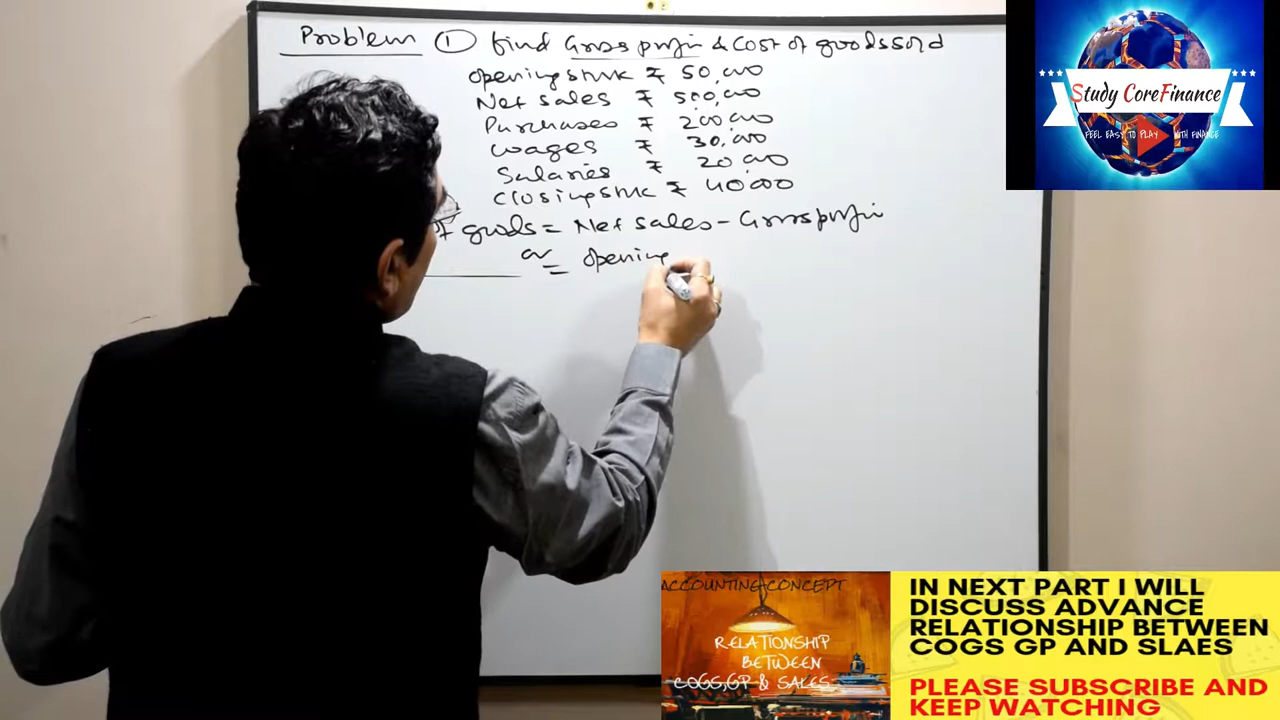 Problem ① find Gross profit & Cost of goods sold
Opening stock ₹ 50,000
Net sales ₹ 500,000
Purchases ₹ 200,000
wages ₹ 30,000
Salaries ₹ 20,000
Closing stock ₹ 40,000
of goods = Net sales - Gross profit
or = opening
Study CoreFinance
FEEL EASY TO PLAY WITH FINANCE
ACCOUNTING CONCEPT
RELATIONSHIP
BETWEEN
COGS,GP & SALES
IN NEXT PART I WILL
DISCUSS ADVANCE
RELATIONSHIP BETWEEN
COGS GP AND SLAES
PLEASE SUBSCRIBE AND
KEEP WATCHING